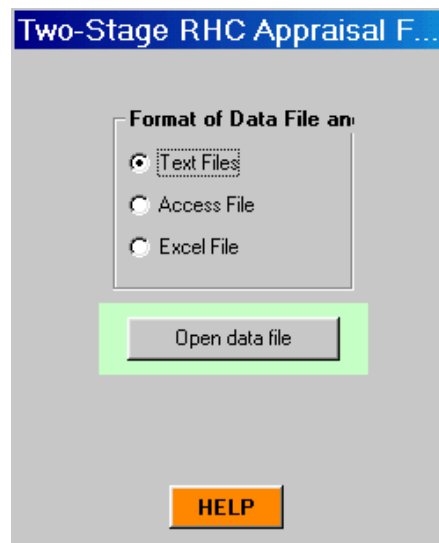 Two-Stage RHC Appraisal F...
Format of Data File an
Text Files
Access File
Excel File
Open data file
HELP